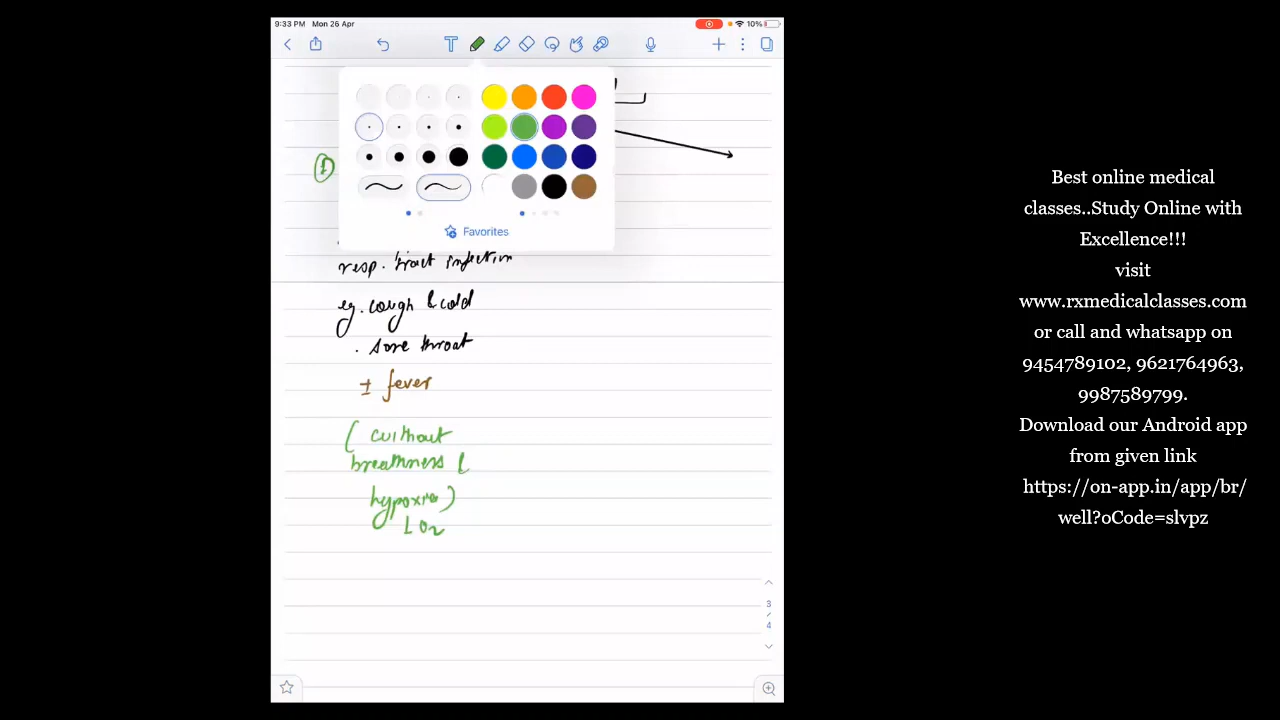 9:33 PM Mon 26 Apr
10%
T
Favorites
resp. tract infection
eg. cough & cold
. Sore throat
± fever
( without
breathness (
hypoxia)
↓ O2
3
4
Best online medical
classes..Study Online with
Excellence!!!
visit
www.rxmedicalclasses.com
or call and whatsapp on
9454789102, 9621764963,
9987589799.
Download our Android app
from given link
https://on-app.in/app/br/
well?oCode=slvpz